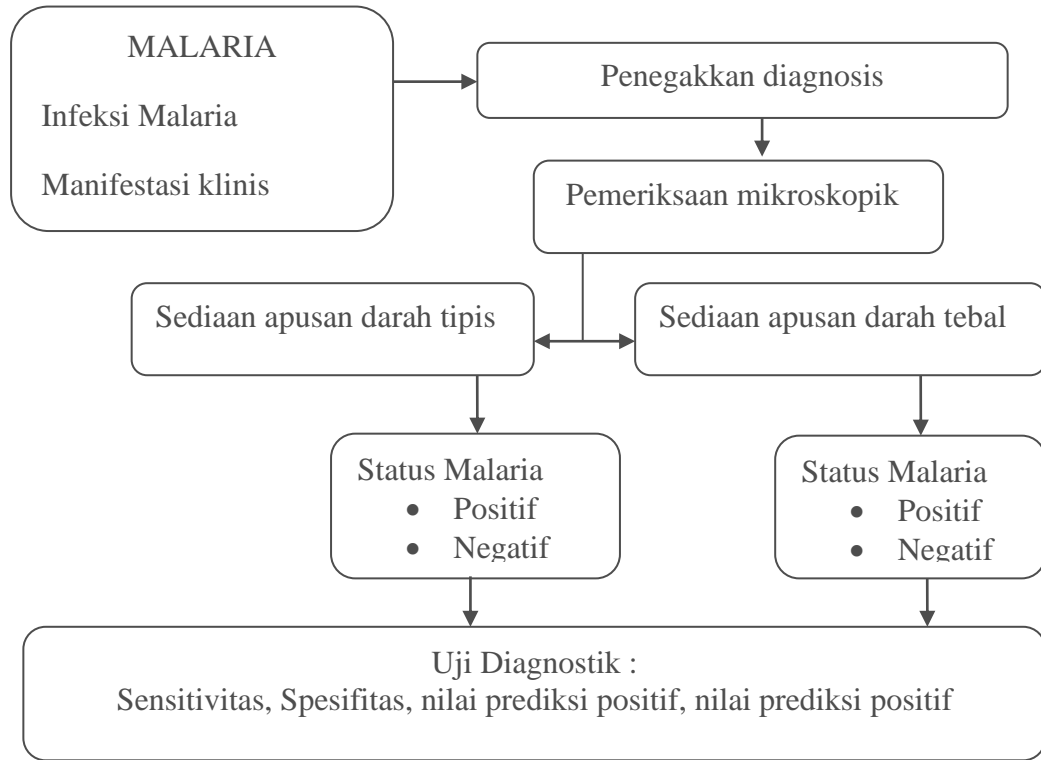 MALARIA
Infeksi Malaria
Manifestasi klinis
Penegakkan diagnosis
Pemeriksaan mikroskopik
Sediaan apusan darah tipis
Sediaan apusan darah tebal
Status Malaria
• Positif
• Negatif
Status Malaria
• Positif
• Negatif
Uji Diagnostik :
Sensitivitas, Spesifitas, nilai prediksi positif, nilai prediksi positif